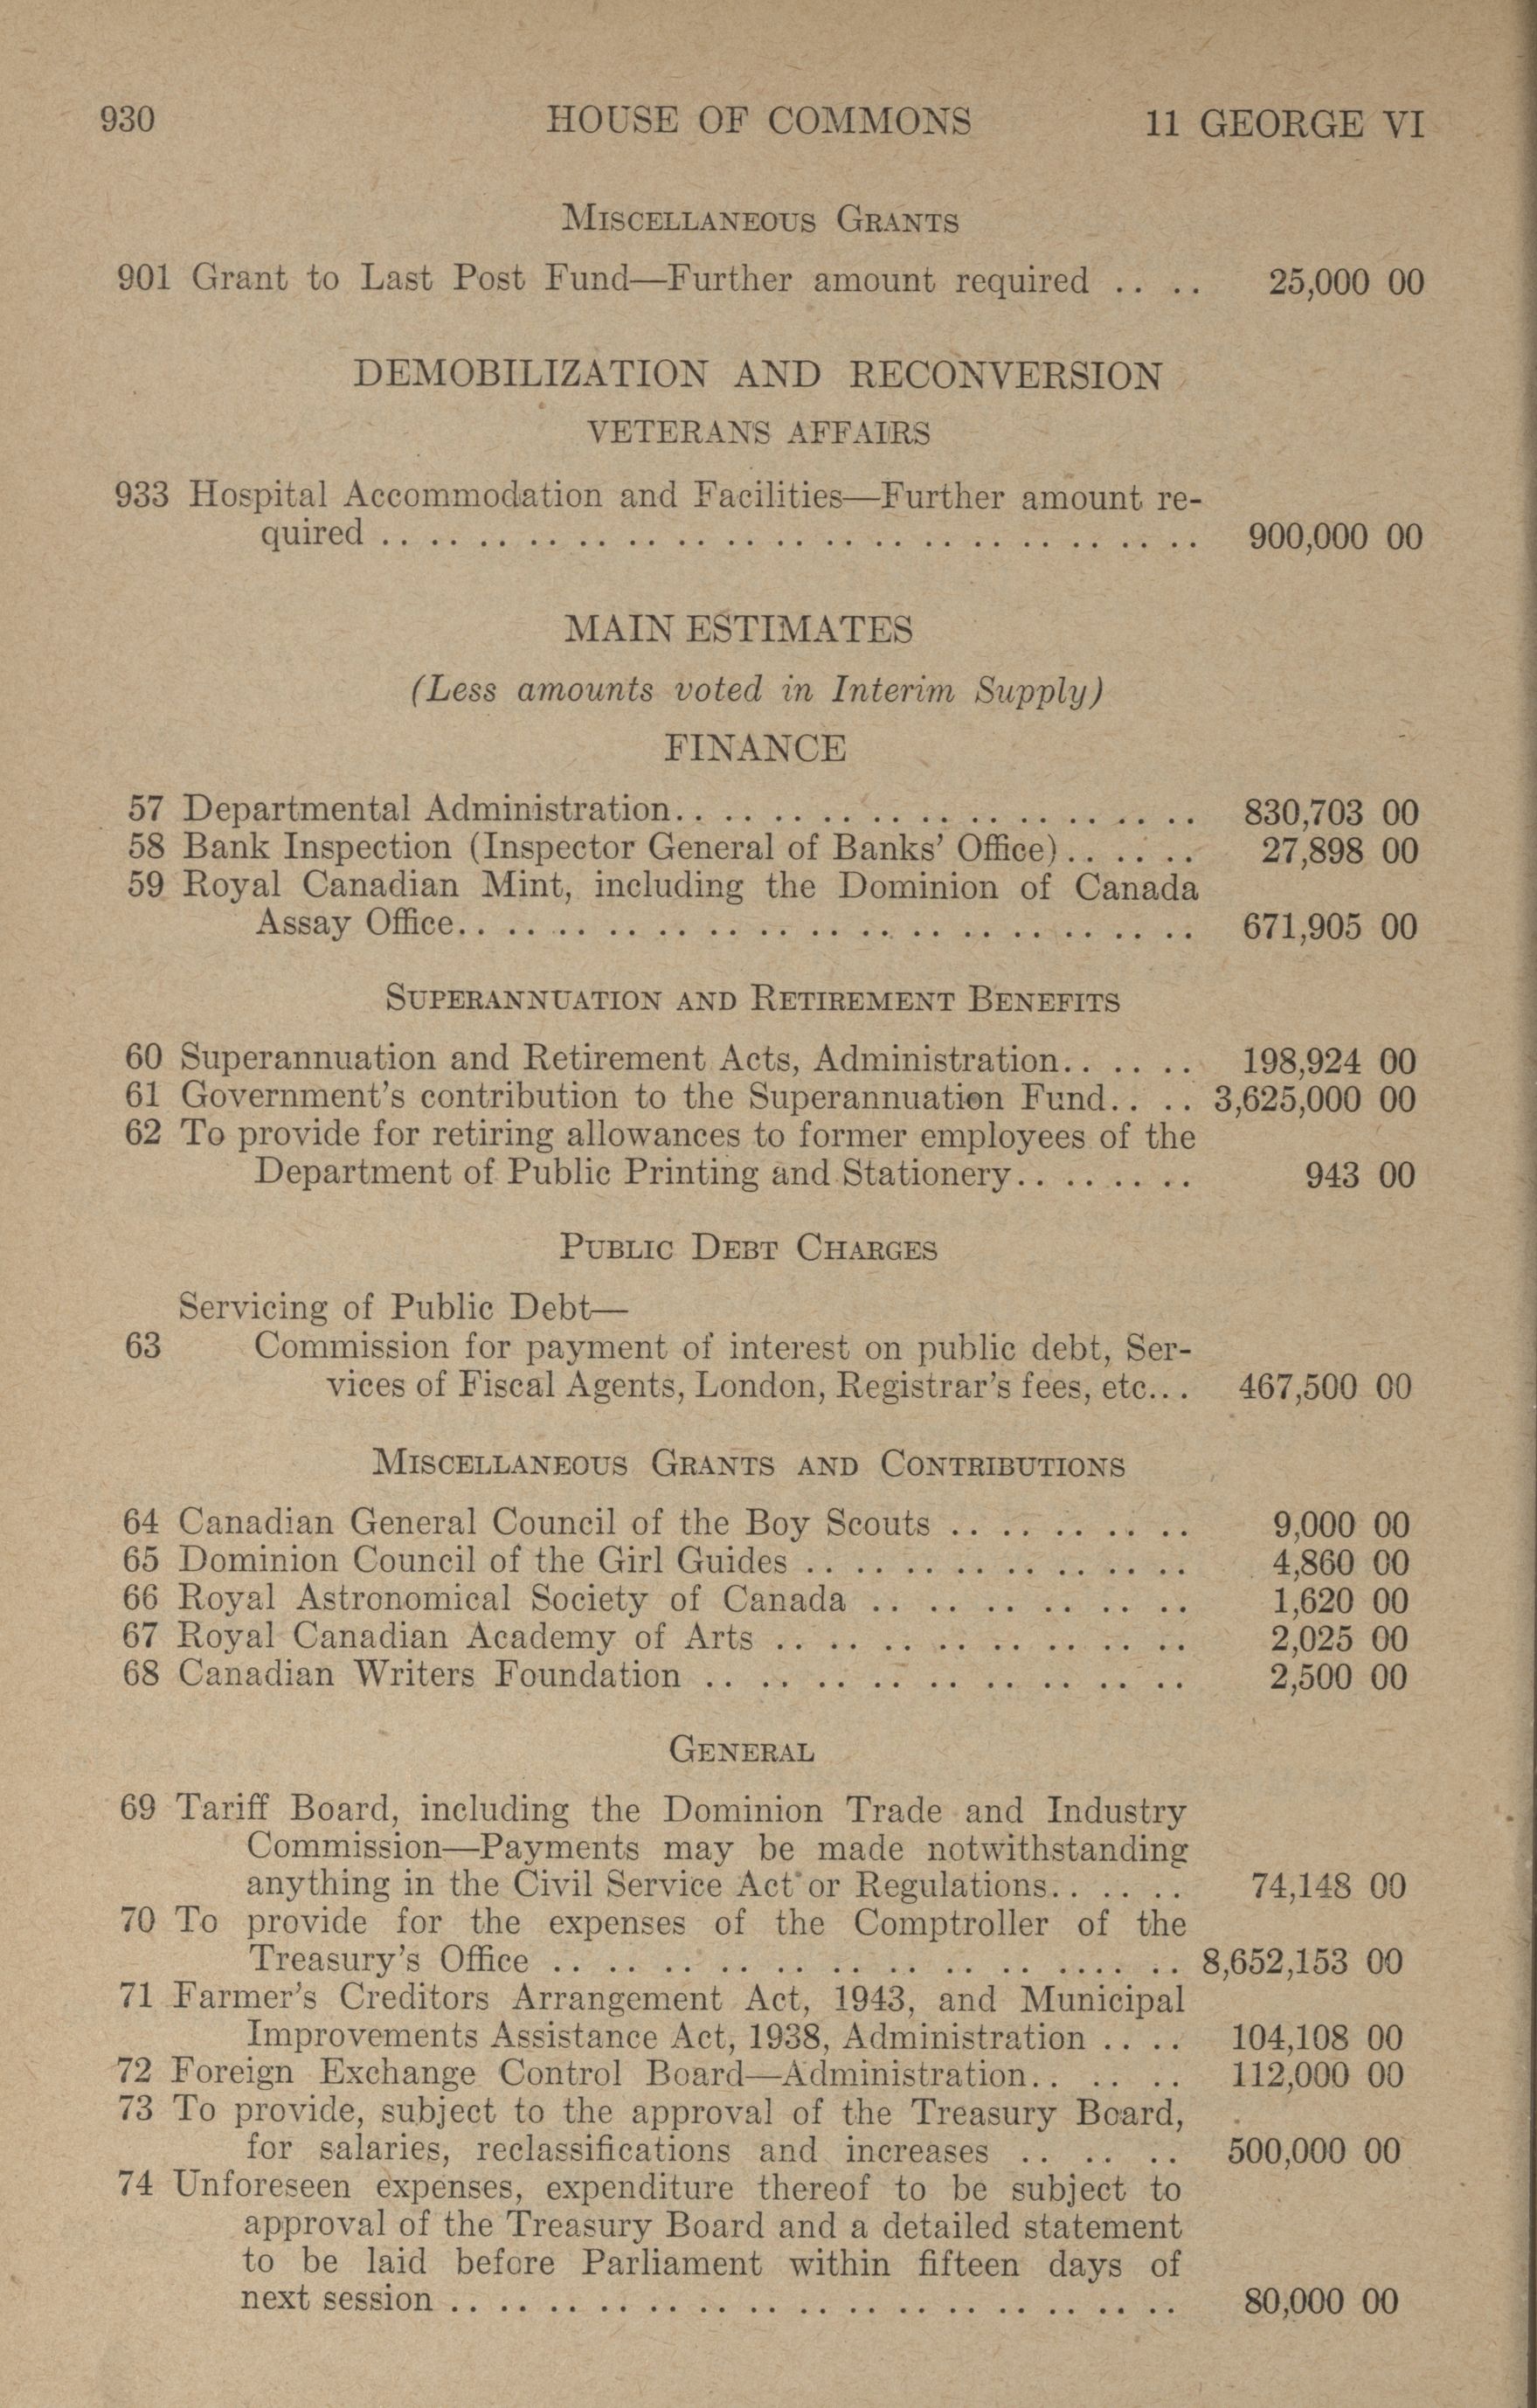 930 HOUSE OF COMMONS 11 GEORGE VI
MISCELLANEOUS GRANTS
901 Grant to Last Post Fund—Further amount required .. .. 25,000 00
DEMOBILIZATION AND RECONVERSION
VETERANS AFFAIRS
933 Hospital Accommodation and Facilities—Further amount re-
quired .. .. .. .. .. .. .. .. .. .. .. .. .. .. .. .. .. 900,000 00
MAIN ESTIMATES
(Less amounts voted in Interim Supply)
FINANCE
57 Departmental Administration.. .. .. .. .. .. .. .. .. .. .. 830,703 00
58 Bank Inspection (Inspector General of Banks' Office).. .. .. 27,898 00
59 Royal Canadian Mint, including the Dominion of Canada
Assay Office.. .. .. .. .. .. .. .. .. .. .. .. .. .. .. 671,905 00
SUPERANNUATION AND RETIREMENT BENEFITS
60 Superannuation and Retirement Acts, Administration.. .. .. 198,924 00
61 Government's contribution to the Superannuation Fund.. .. 3,625,000 00
62 To provide for retiring allowances to former employees of the
Department of Public Printing and Stationery.. .. .. .. 943 00
PUBLIC DEBT CHARGES
Servicing of Public Debt—
63 Commission for payment of interest on public debt, Ser-
vices of Fiscal Agents, London, Registrar's fees, etc... 467,500 00
MISCELLANEOUS GRANTS AND CONTRIBUTIONS
64 Canadian General Council of the Boy Scouts .. .. .. .. .. 9,000 00
65 Dominion Council of the Girl Guides .. .. .. .. .. .. .. .. 4,860 00
66 Royal Astronomical Society of Canada .. .. .. .. .. .. 1,620 00
67 Royal Canadian Academy of Arts .. .. .. .. .. .. .. .. 2,025 00
68 Canadian Writers Foundation .. .. .. .. .. .. .. .. .. 2,500 00
GENERAL
69 Tariff Board, including the Dominion Trade and Industry
Commission—Payments may be made notwithstanding
anything in the Civil Service Act or Regulations.. .. .. 74,148 00
70 To provide for the expenses of the Comptroller of the
Treasury's Office .. .. .. .. .. .. .. .. .. .... .. 8,652,153 00
71 Farmer's Creditors Arrangement Act, 1943, and Municipal
Improvements Assistance Act, 1938, Administration .. .. 104,108 00
72 Foreign Exchange Control Board—Administration.. .. .. 112,000 00
73 To provide, subject to the approval of the Treasury Board,
for salaries, reclassifications and increases .. .. .. 500,000 00
74 Unforeseen expenses, expenditure thereof to be subject to
approval of the Treasury Board and a detailed statement
to be laid before Parliament within fifteen days of
next session .. .. .. .. .. .. .. .. .. .. .. .. .. .. .. 80,000 00